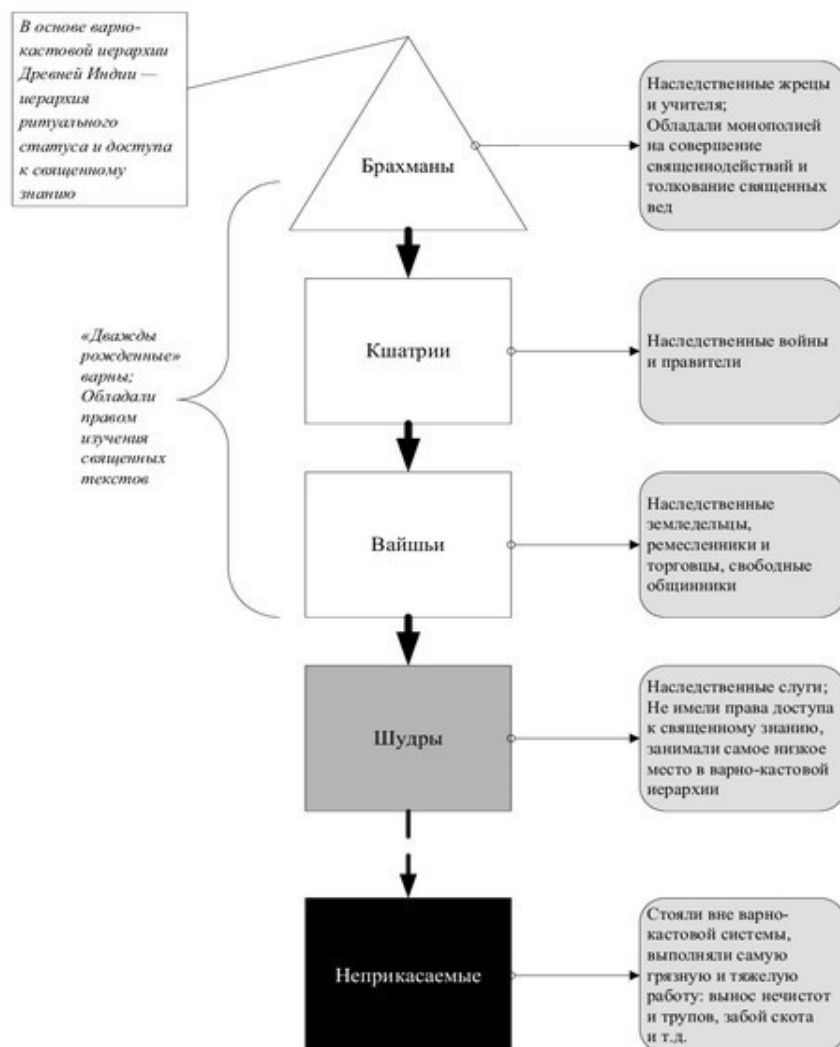 В основе варно-
кастовой иерархии
Древней Индии —
иерархия
ритуального
статуса и доступа
к священному
знанию
Брахманы
Наследственные жрецы
и учителя;
Обладали монополией
на совершение
священнодействий и
толкование священных
вед
«Дважды
рожденные»
варны;
Обладали
правом
изучения
священных
текстов
Кшатрии
Наследственные войны
и правители
Вайшьи
Наследственные
земледельцы,
ремесленники и
торговцы, свободные
общинники
Шудры
Наследственные слуги;
Не имели права доступа
к священному знанию,
занимали самое низкое
место в варно-кастовой
иерархии
Неприкасаемые
Стояли вне варно-
кастовой системы,
выполняли самую
грязную и тяжелую
работу: вынос нечистот
и трупов, забой скота
и т.д.